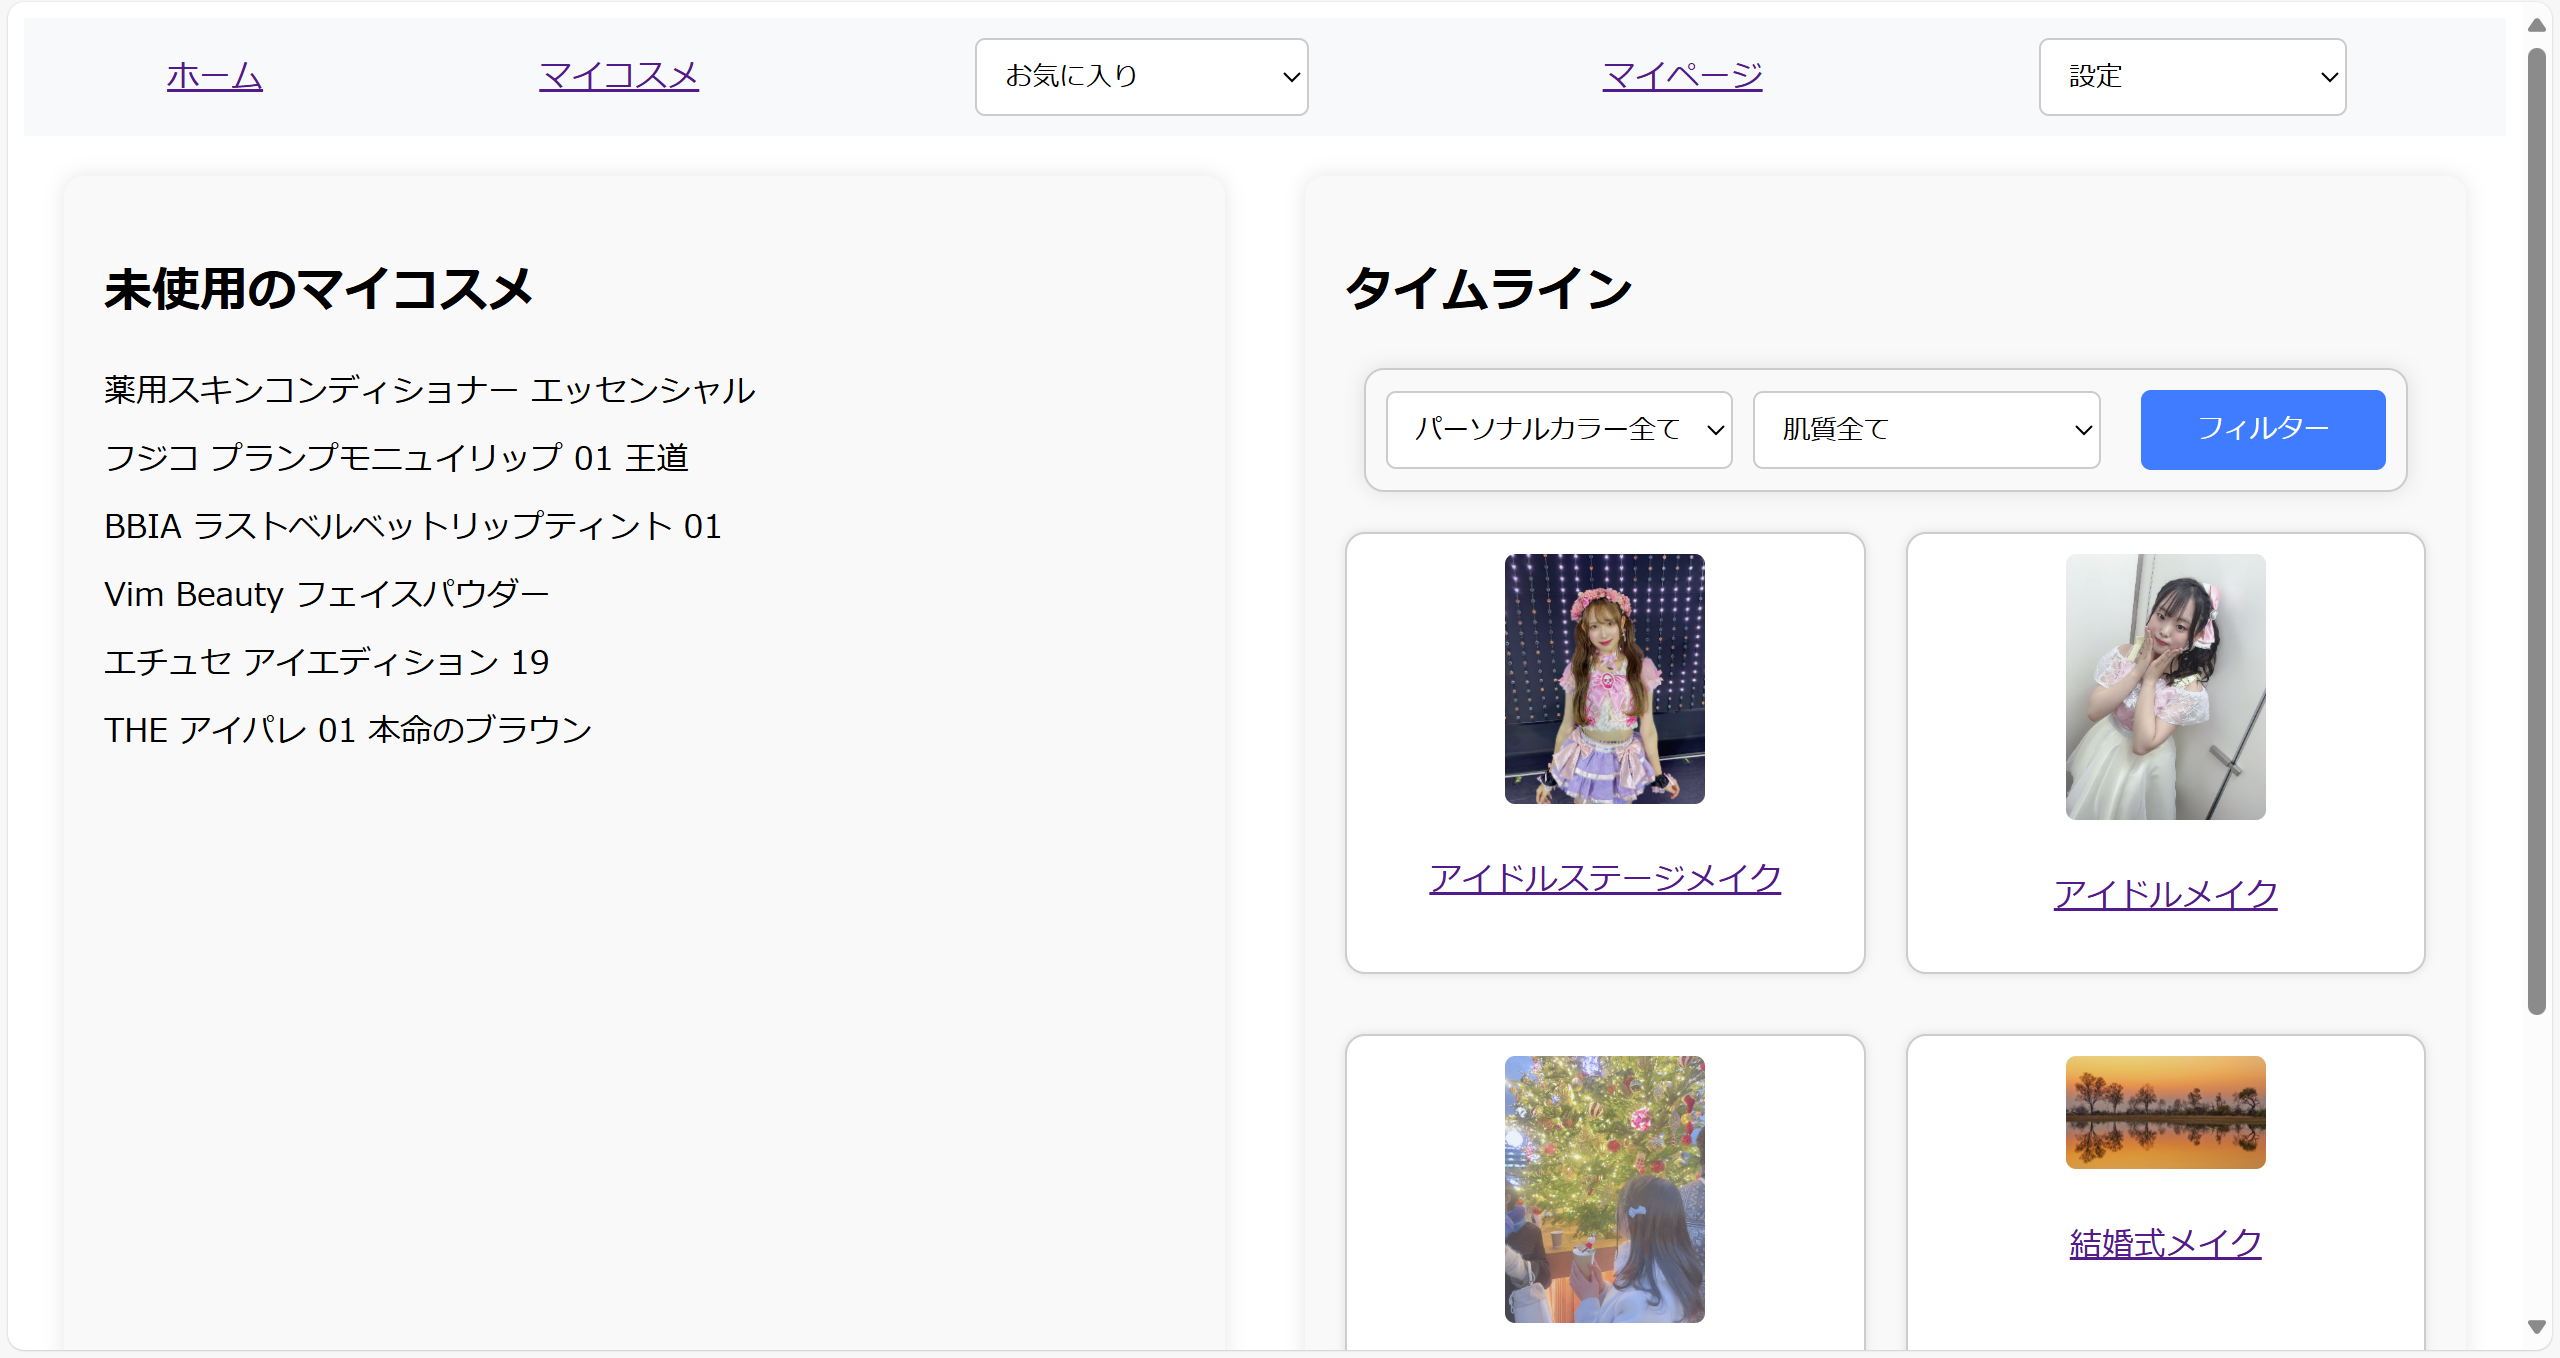 ホーム マイコスメ お気に入り マイページ 設定
未使用のマイコスメ
薬用スキンコンディショナー エッセンシャル
フジコ プランプモニュイリップ 01 王道
BBIA ラストベルベットリップティント 01
Vim Beauty フェイスパウダー
エチュセ アイエディション 19
THE アイパレ 01 本命のブラウン
タイムライン
パーソナルカラー全て 肌質全て フィルター
アイドルステージメイク
アイドルメイク
結婚式メイク